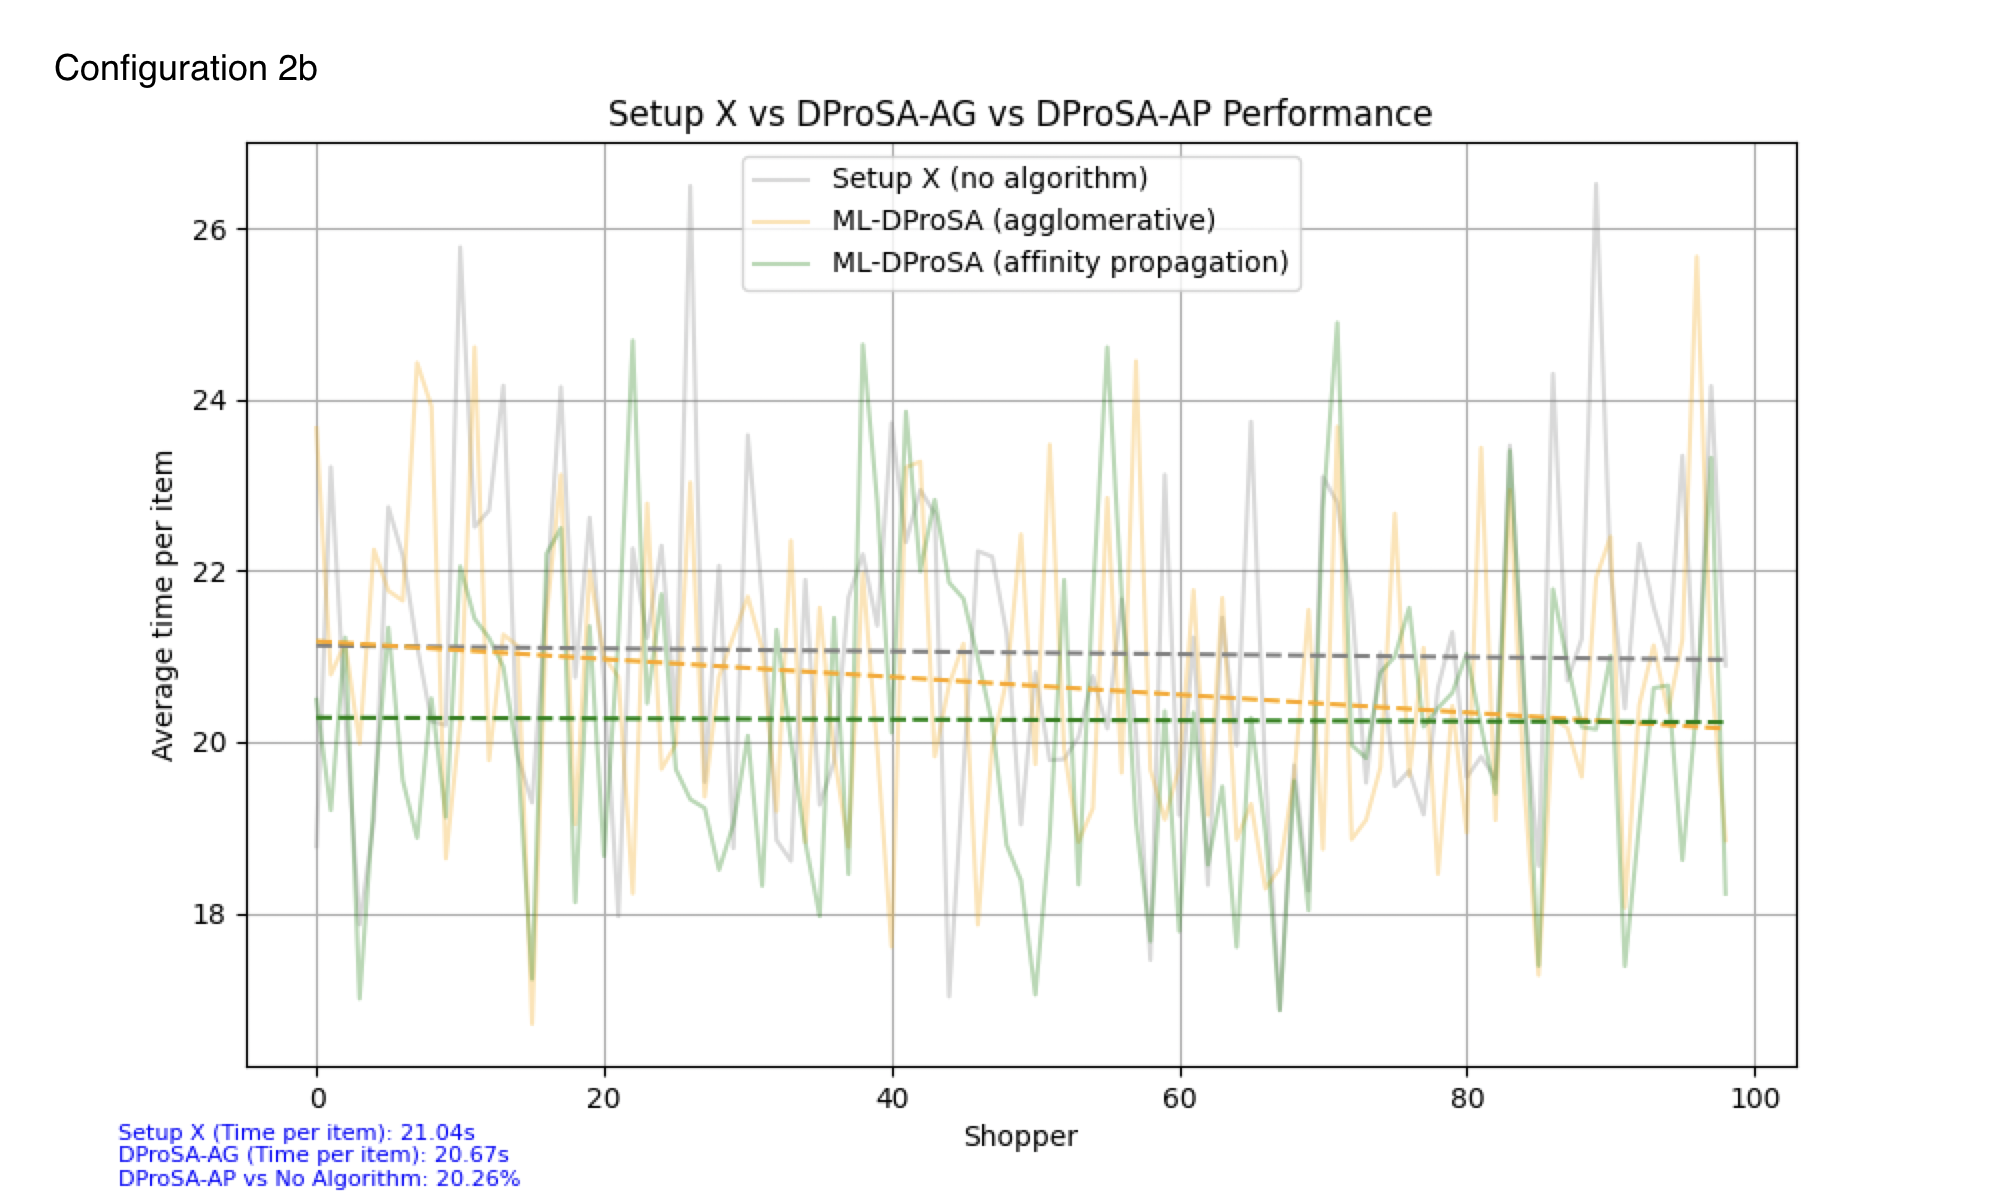 Configuration 2b
Setup X vs DProSA-AG vs DProSA-AP Performance
Setup X (no algorithm)
ML-DProSA (agglomerative)
ML-DProSA (affinity propagation)
Average time per item
26
24
22
20
18
0 20 40 60 80 100
Shopper
Setup X (Time per item): 21.04s
DProSA-AG (Time per item): 20.67s
DProSA-AP vs No Algorithm: 20.26%